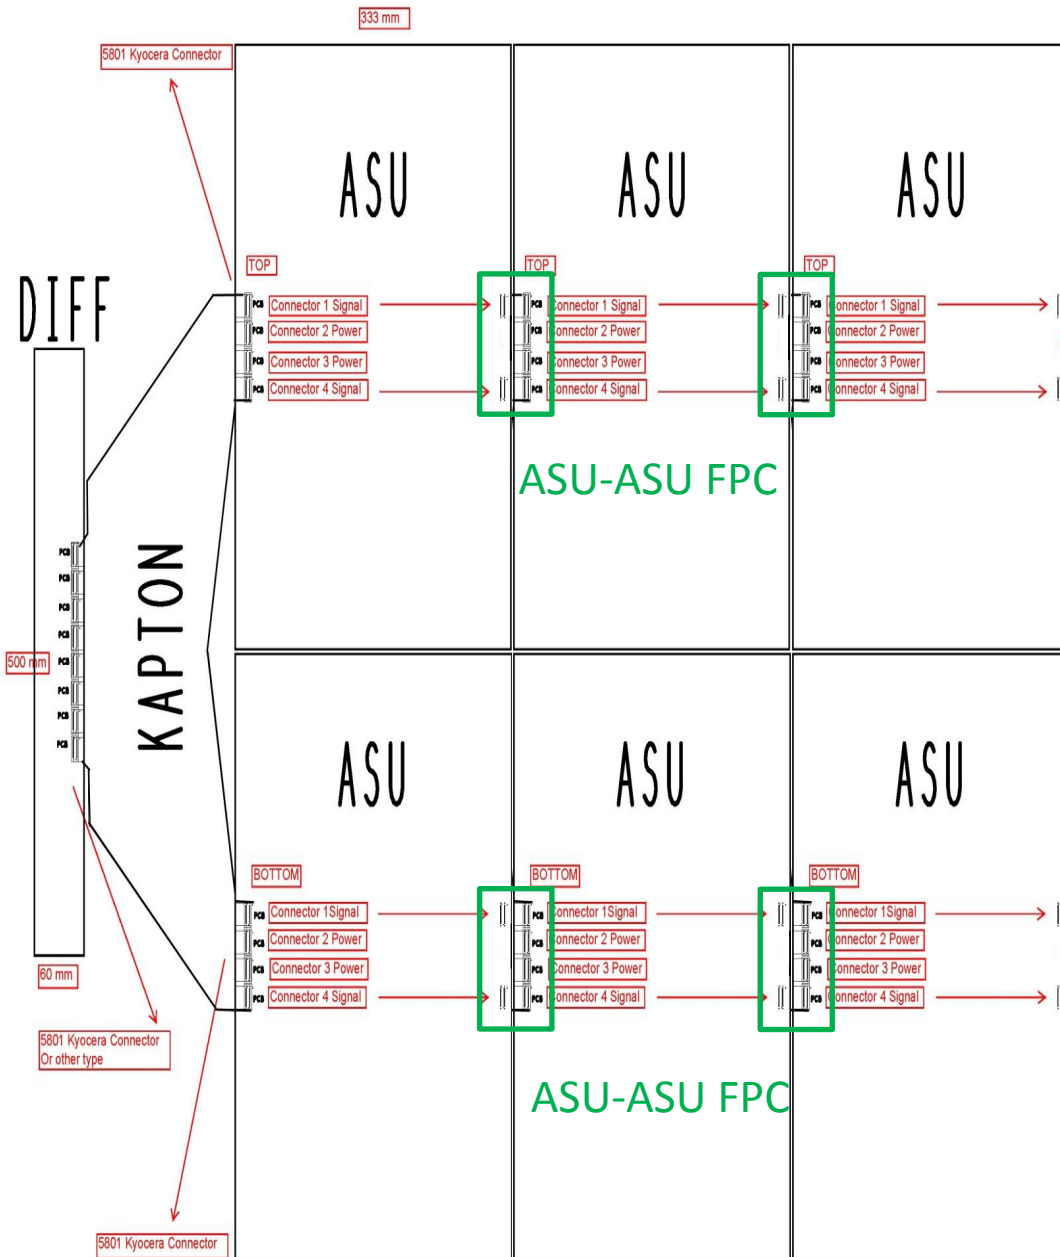 333 mm
5801 Kyocera Connector
ASU
ASU
ASU
TOP
TOP
TOP
DIFF
PCB
Connector 1 Signal
PCB
Connector 1 Signal
PCB
Connector 1 Signal
PCB
Connector 2 Power
PCB
Connector 2 Power
PCB
Connector 2 Power
PCB
Connector 3 Power
PCB
Connector 3 Power
PCB
Connector 3 Power
PCB
Connector 4 Signal
PCB
Connector 4 Signal
PCB
Connector 4 Signal
ASU-ASU FPC
KAPTON
PCB
PCB
PCB
PCB
PCB
PCB
PCB
PCB
500 mm
ASU
ASU
ASU
BOTTOM
BOTTOM
BOTTOM
PCB
Connector 1Signal
PCB
Connector 1Signal
PCB
Connector 1Signal
PCB
Connector 2 Power
PCB
Connector 2 Power
PCB
Connector 2 Power
PCB
Connector 3 Power
PCB
Connector 3 Power
PCB
Connector 3 Power
PCB
Connector 4 Signal
PCB
Connector 4 Signal
PCB
Connector 4 Signal
60 mm
5801 Kyocera Connector
Or other type
ASU-ASU FPC
5801 Kyocera Connector